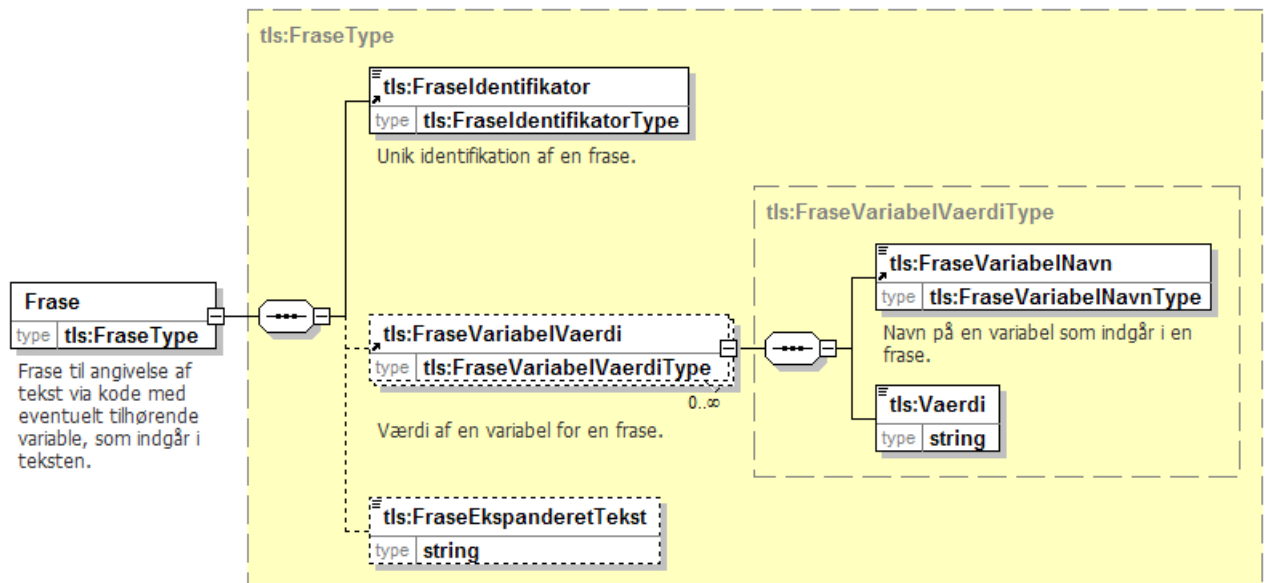 tls:FraseType
tls:FraseIdentifikator
type tls:FraseIdentifikatorType
Unik identifikation af en frase.
tls:FraseVariabelVaerdiType
tls:FraseVariabelNavn
type tls:FraseVariabelNavnType
Navn på en variabel som indgår i en
frase.
Frase
type tls:FraseType
Frase til angivelse af
tekst via kode med
eventuelt tilhørende
variable, som indgår i
teksten.
tls:FraseVariabelVaerdi
type tls:FraseVariabelVaerdiType
0..∞
Værdi af en variabel for en frase.
tls:Vaerdi
type string
tls:FraseEkspanderetTekst
type string